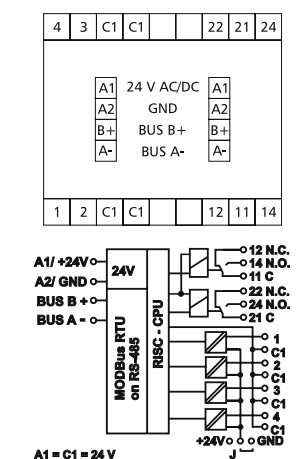 4 3 C1 C1 22 21 24
A1 24 V AC/DC A1
A2 GND A2
B+ BUS B+ B+
A- BUS A- A-
1 2 C1 C1 12 11 14
A1/ +24V
A2/ GND
BUS B +
BUS A -
24V
MODBus RTU
on RS-485
RISC - CPU
12 N.C.
14 N.O.
11 C
22 N.C.
24 N.O.
21 C
1
C1
2
C1
3
C1
4
C1
+24V GND
J
A1 = C1 = 24 V